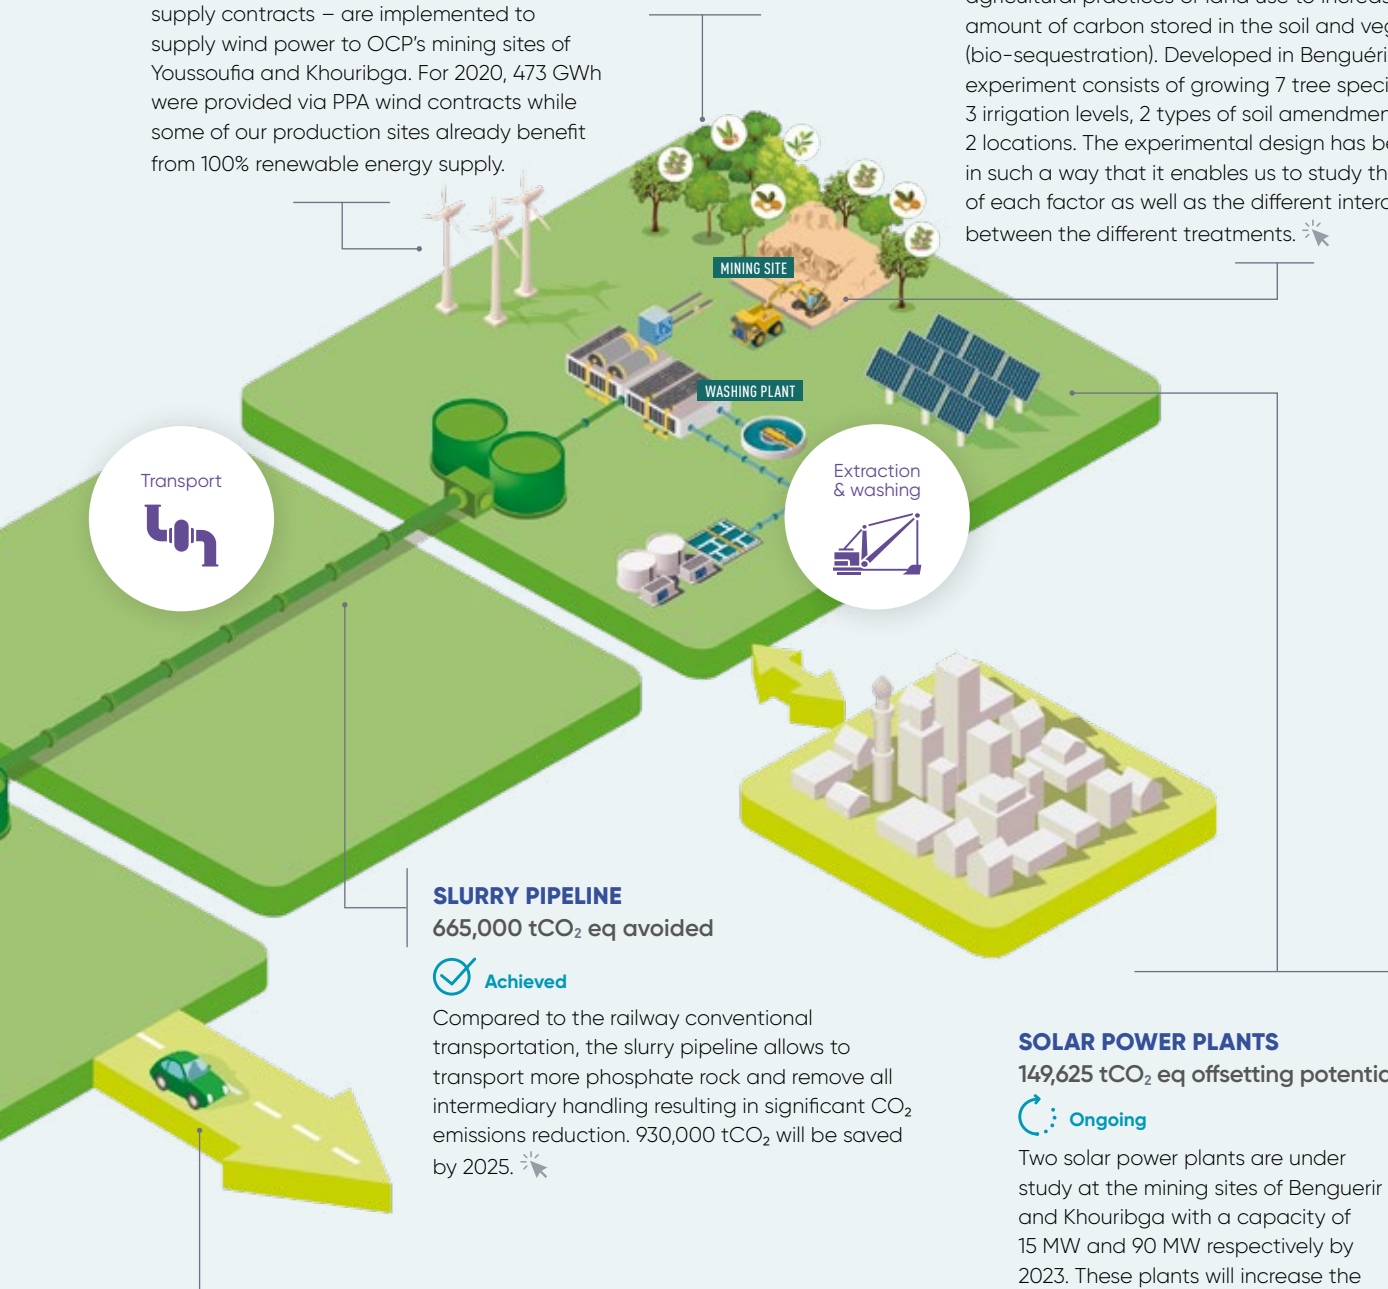 supply contracts – are implemented to
supply wind power to OCP's mining sites of
Youssoufia and Khouribga. For 2020, 473 GWh
were provided via PPA wind contracts while
some of our production sites already benefit
from 100% renewable energy supply.
amount of carbon stored in the soil and
(bio-sequestration). Developed in
experiment consists of growing 7 tree
3 irrigation levels, 2 types of soil
2 locations. The experimental design has
in such a way that it enables us to study
of each factor as well as the different
between the different treatments.
MINING SITE
WASHING PLANT
Transport
Extraction
& washing
SLURRY PIPELINE
665,000 tCO₂ eq avoided
Achieved
Compared to the railway conventional
transportation, the slurry pipeline allows to
transport more phosphate rock and remove all
intermediary handling resulting in significant CO₂
emissions reduction. 930,000 tCO₂ will be saved
by 2025.
SOLAR POWER PLANTS
149,625 tCO₂ eq offsetting
Ongoing
Two solar power plants are under
study at the mining sites of Benguerir
and Khouribga with a capacity of
15 MW and 90 MW respectively by
2023. These plants will increase the